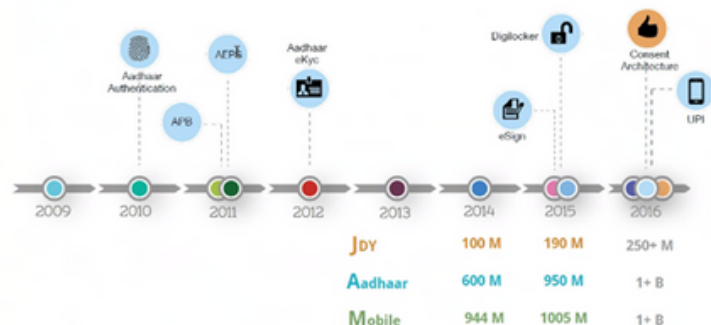 Aadhaar
Authentication
APB
AEPS
Aadhaar
eKyc
Digilocker
eSign
Consent
Architecture
UPI
2009
2010
2011
2012
2013
2014
2015
2016
JDY 100 M 190 M 250+ M
Aadhaar 600 M 950 M 1+ B
Mobile 944 M 1005 M 1+ B